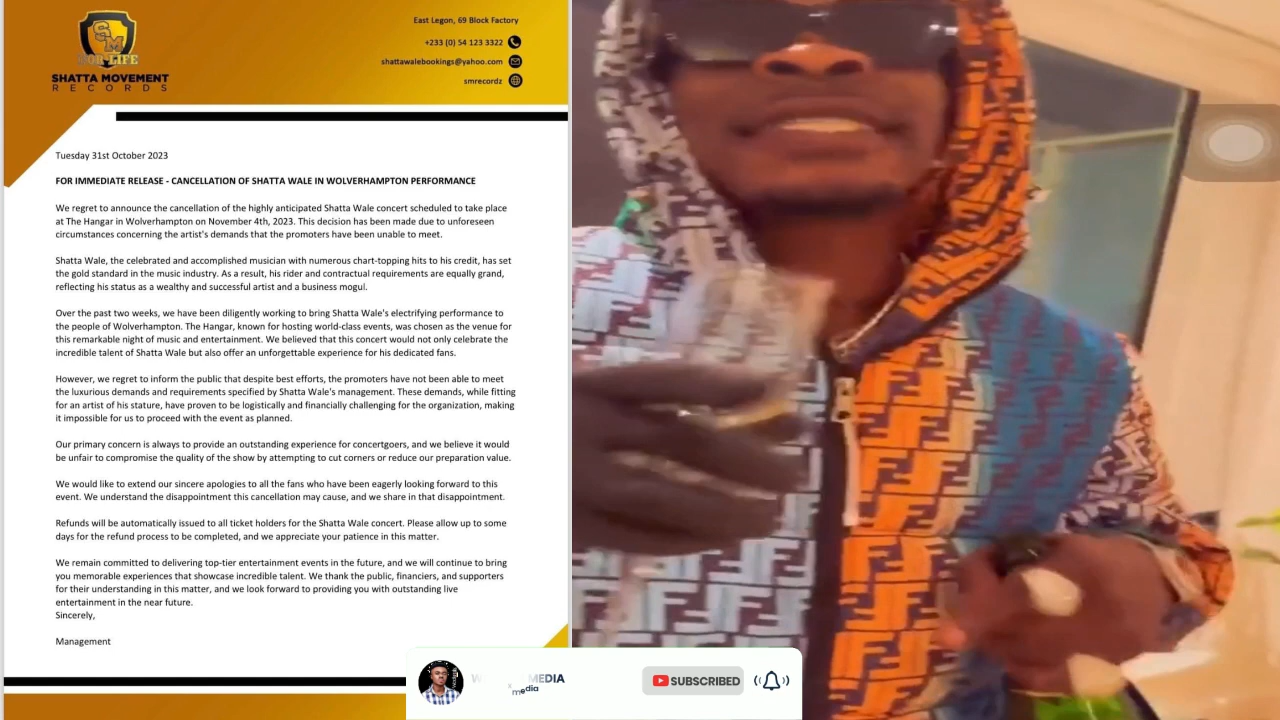 SM
FOR LIFE
SHATTA MOVEMENT
RECORDS
East Legon, 69 Block Factory
+233 (0) 54 123 3322
shattawalebookings@yahoo.com
smrecordz
Tuesday 31st October 2023
FOR IMMEDIATE RELEASE - CANCELLATION OF SHATTA WALE IN WOLVERHAMPTON PERFORMANCE
We regret to announce the cancellation of the highly anticipated Shatta Wale concert scheduled to take place
at The Hangar in Wolverhampton on November 4th, 2023. This decision has been made due to unforeseen
circumstances concerning the artist's demands that the promoters have been unable to meet.
Shatta Wale, the celebrated and accomplished musician with numerous chart-topping hits to his credit, has set
the gold standard in the music industry. As a result, his rider and contractual requirements are equally grand,
reflecting his status as a wealthy and successful artist and a business mogul.
Over the past two weeks, we have been diligently working to bring Shatta Wale's electrifying performance to
the people of Wolverhampton. The Hangar, known for hosting world-class events, was chosen as the venue for
this remarkable night of music and entertainment. We believed that this concert would not only celebrate the
incredible talent of Shatta Wale but also offer an unforgettable experience for his dedicated fans.
However, we regret to inform the public that despite best efforts, the promoters have not been able to meet
the luxurious demands and requirements specified by Shatta Wale's management. These demands, while fitting
for an artist of his stature, have proven to be logistically and financially challenging for the organization, making
it impossible for us to proceed with the event as planned.
Our primary concern is always to provide an outstanding experience for concertgoers, and we believe it would
be unfair to compromise the quality of the show by attempting to cut corners or reduce our preparation value.
We would like to extend our sincere apologies to all the fans who have been eagerly looking forward to this
event. We understand the disappointment this cancellation may cause, and we share in that disappointment.
Refunds will be automatically issued to all ticket holders for the Shatta Wale concert. Please allow up to some
days for the refund process to be completed, and we appreciate your patience in this matter.
We remain committed to delivering top-tier entertainment events in the future, and we will continue to bring
you memorable experiences that showcase incredible talent. We thank the public, financiers, and supporters
for their understanding in this matter, and we look forward to providing you with outstanding live
entertainment in the near future.
Sincerely,
Management
MEDIA
media
SUBSCRIBED